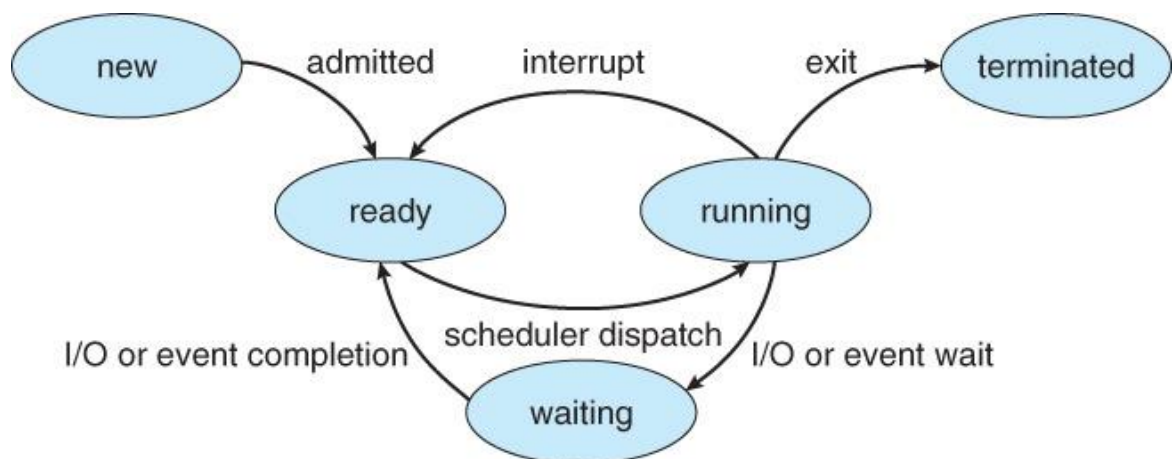 new
admitted
interrupt
exit
terminated
ready
running
scheduler dispatch
I/O or event completion
I/O or event wait
waiting